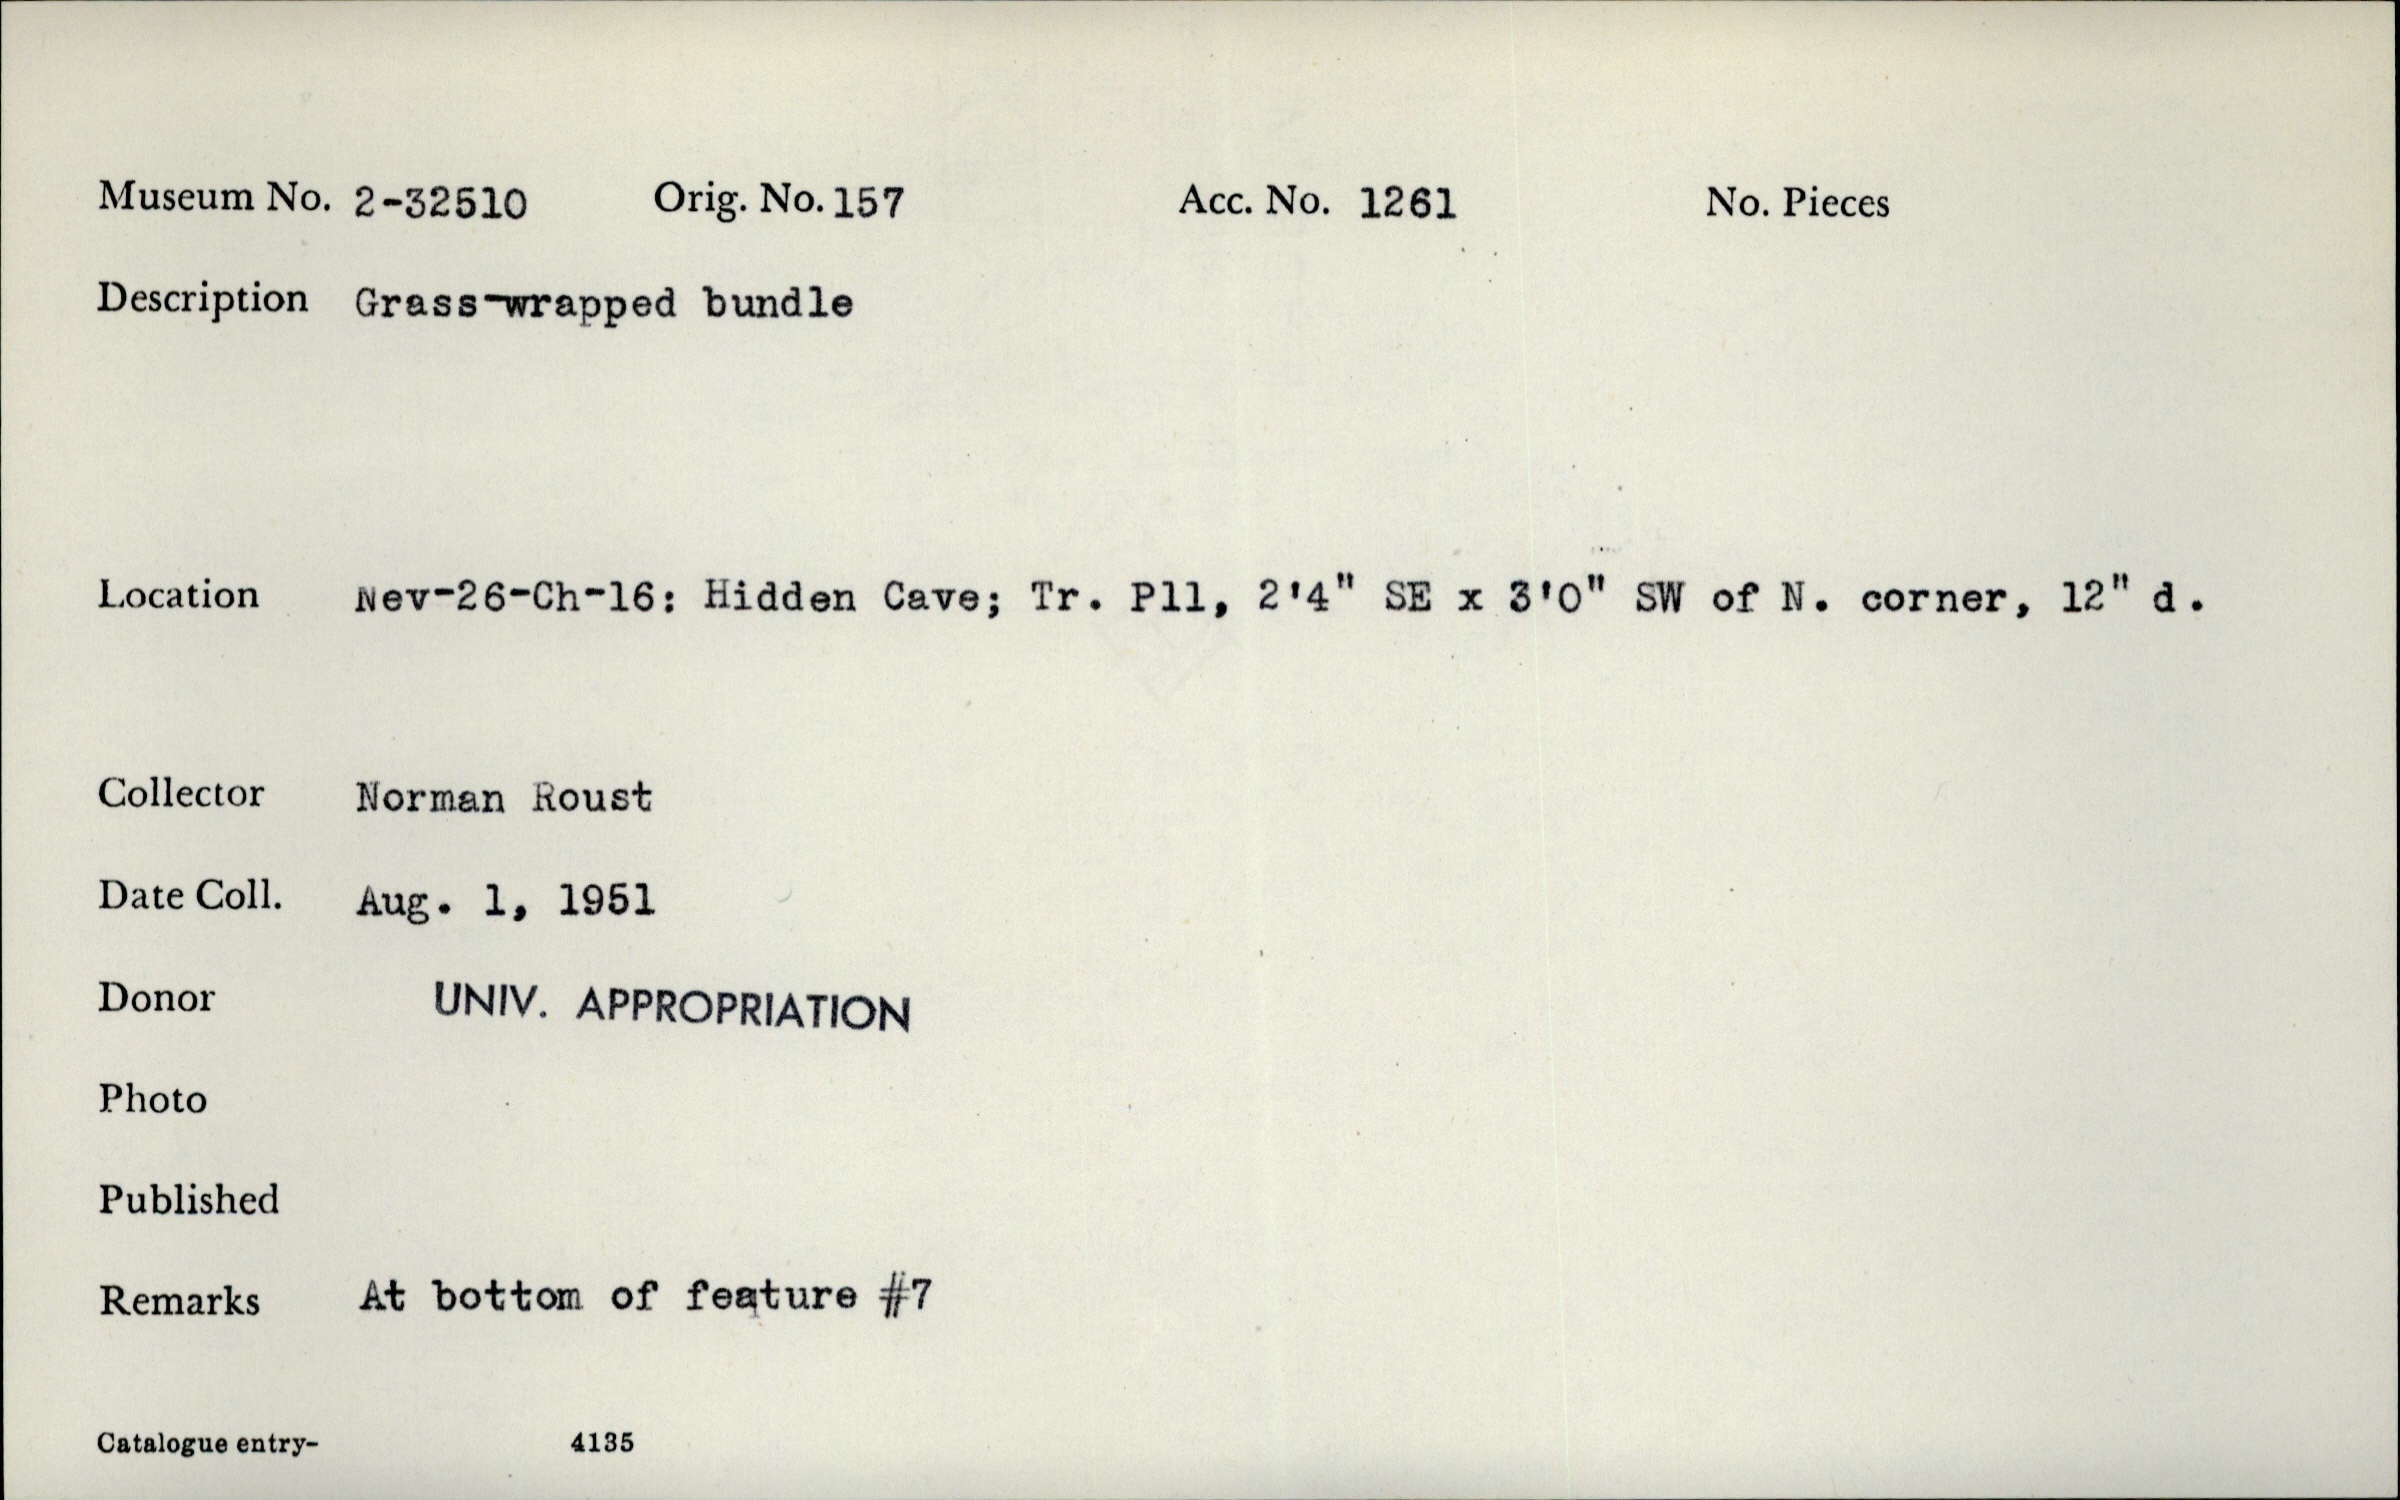 Museum No. 2-32510 Orig. No. 157 Acc. No. 1261 No. Pieces
Description Grass-wrapped bundle
Location Nev-26-Ch-16: Hidden Cave; Tr. P11, 2'4" SE x 3'0" SW of N. corner, 12" d.
Collector Norman Roust
Date Coll. Aug. 1, 1951
Donor UNIV. APPROPRIATION
Photo
Published
Remarks At bottom of feature #7
Catalogue entry- 4135